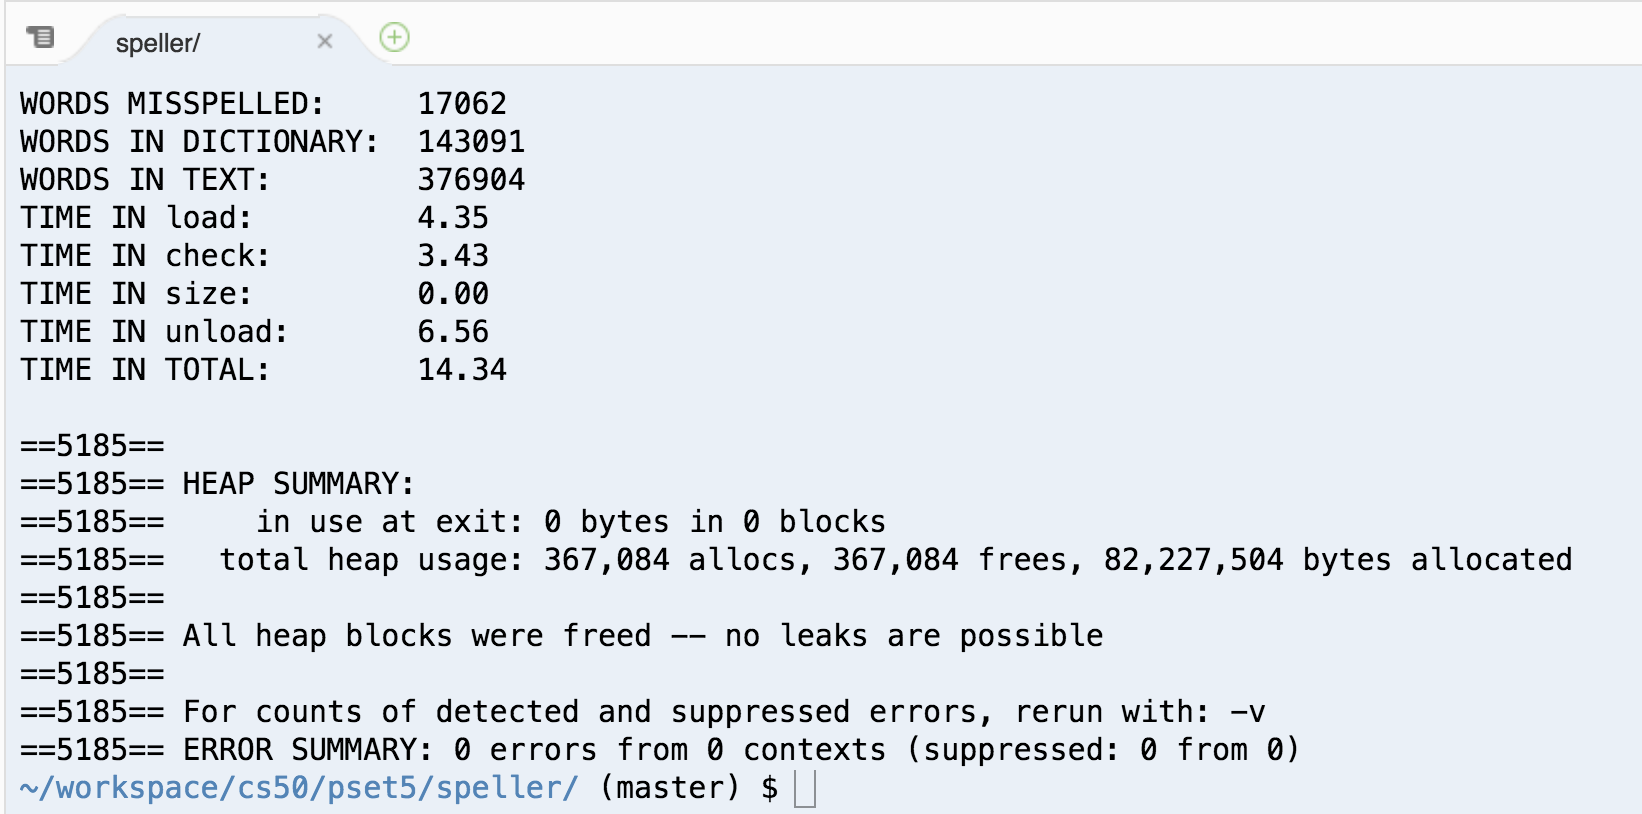 speller/
WORDS MISSPELLED:     17062
WORDS IN DICTIONARY:  143091
WORDS IN TEXT:        376904
TIME IN load:         4.35
TIME IN check:        3.43
TIME IN size:         0.00
TIME IN unload:       6.56
TIME IN TOTAL:        14.34
==5185==
==5185== HEAP SUMMARY:
==5185==     in use at exit: 0 bytes in 0 blocks
==5185==   total heap usage: 367,084 allocs, 367,084 frees, 82,227,504 bytes allocated
==5185==
==5185== All heap blocks were freed -- no leaks are possible
==5185==
==5185== For counts of detected and suppressed errors, rerun with: -v
==5185== ERROR SUMMARY: 0 errors from 0 contexts (suppressed: 0 from 0)
~/workspace/cs50/pset5/speller/ (master) $